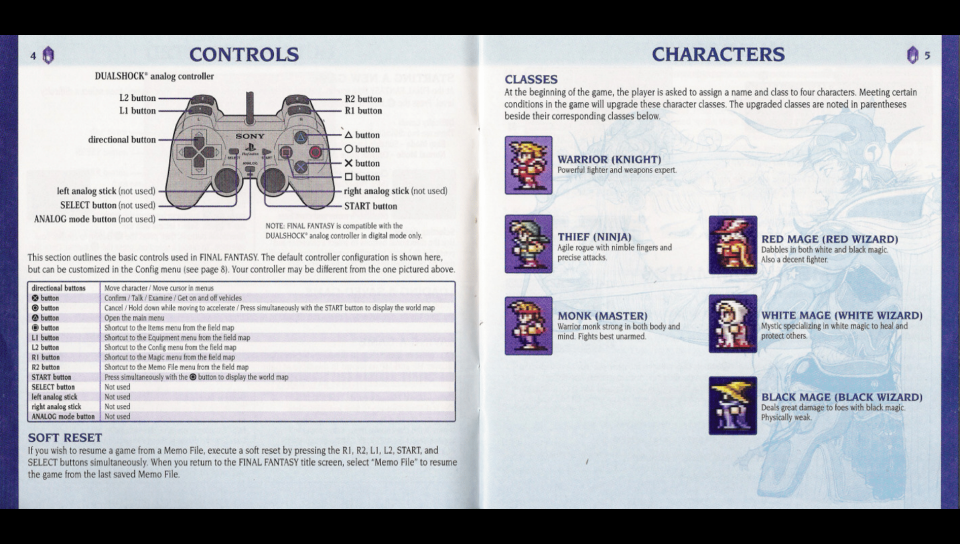 4
CONTROLS
DUALSHOCK® analog controller
L2 button
L1 button
directional button
left analog stick (not used)
SELECT button (not used)
ANALOG mode button (not used)
SONY
R2 button
R1 button
△ button
○ button
✕ button
□ button
right analog stick (not used)
START button
NOTE: FINAL FANTASY is compatible with the
DUALSHOCK® analog controller in digital mode only.
This section outlines the basic controls used in FINAL FANTASY. The default controller configuration is shown here,
but can be customized in the Config menu (see page 8). Your controller may be different from the one pictured above.
directional buttons Move character / Move cursor in menus
button Confirm / Talk / Examine / Get on and off vehicles
button Cancel / Hold down while moving to accelerate / Press simultaneously with the START button to display the world map
button Open the main menu
button Shortcut to the Items menu from the field map
L1 button Shortcut to the Equipment menu from the field map
L2 button Shortcut to the Config menu from the field map
R1 button Shortcut to the Magic menu from the field map
R2 button Shortcut to the Memo File menu from the field map
START button Press simultaneously with the button to display the world map
SELECT button Not used
left analog stick Not used
right analog stick Not used
ANALOG mode button Not used
SOFT RESET
If you wish to resume a game from a Memo File, execute a soft reset by pressing the R1, R2, L1, L2, START, and
SELECT buttons simultaneously. When you return to the FINAL FANTASY title screen, select "Memo File" to resume
the game from the last saved Memo File.
CHARACTERS
5
CLASSES
At the beginning of the game, the player is asked to assign a name and class to four characters. Meeting certain
conditions in the game will upgrade these character classes. The upgraded classes are noted in parentheses
beside their corresponding classes below.
WARRIOR (KNIGHT)
Powerful fighter and weapons expert.
THIEF (NINJA)
Agile rogue with nimble fingers and
precise attacks.
MONK (MASTER)
Warrior monk strong in both body and
mind. Fights best unarmed.
RED MAGE (RED WIZARD)
Dabbles in both white and black magic.
Also a decent fighter.
WHITE MAGE (WHITE WIZARD)
Mystic specializing in white magic to heal and
protect others.
BLACK MAGE (BLACK WIZARD)
Deals great damage to foes with black magic.
Physically weak.